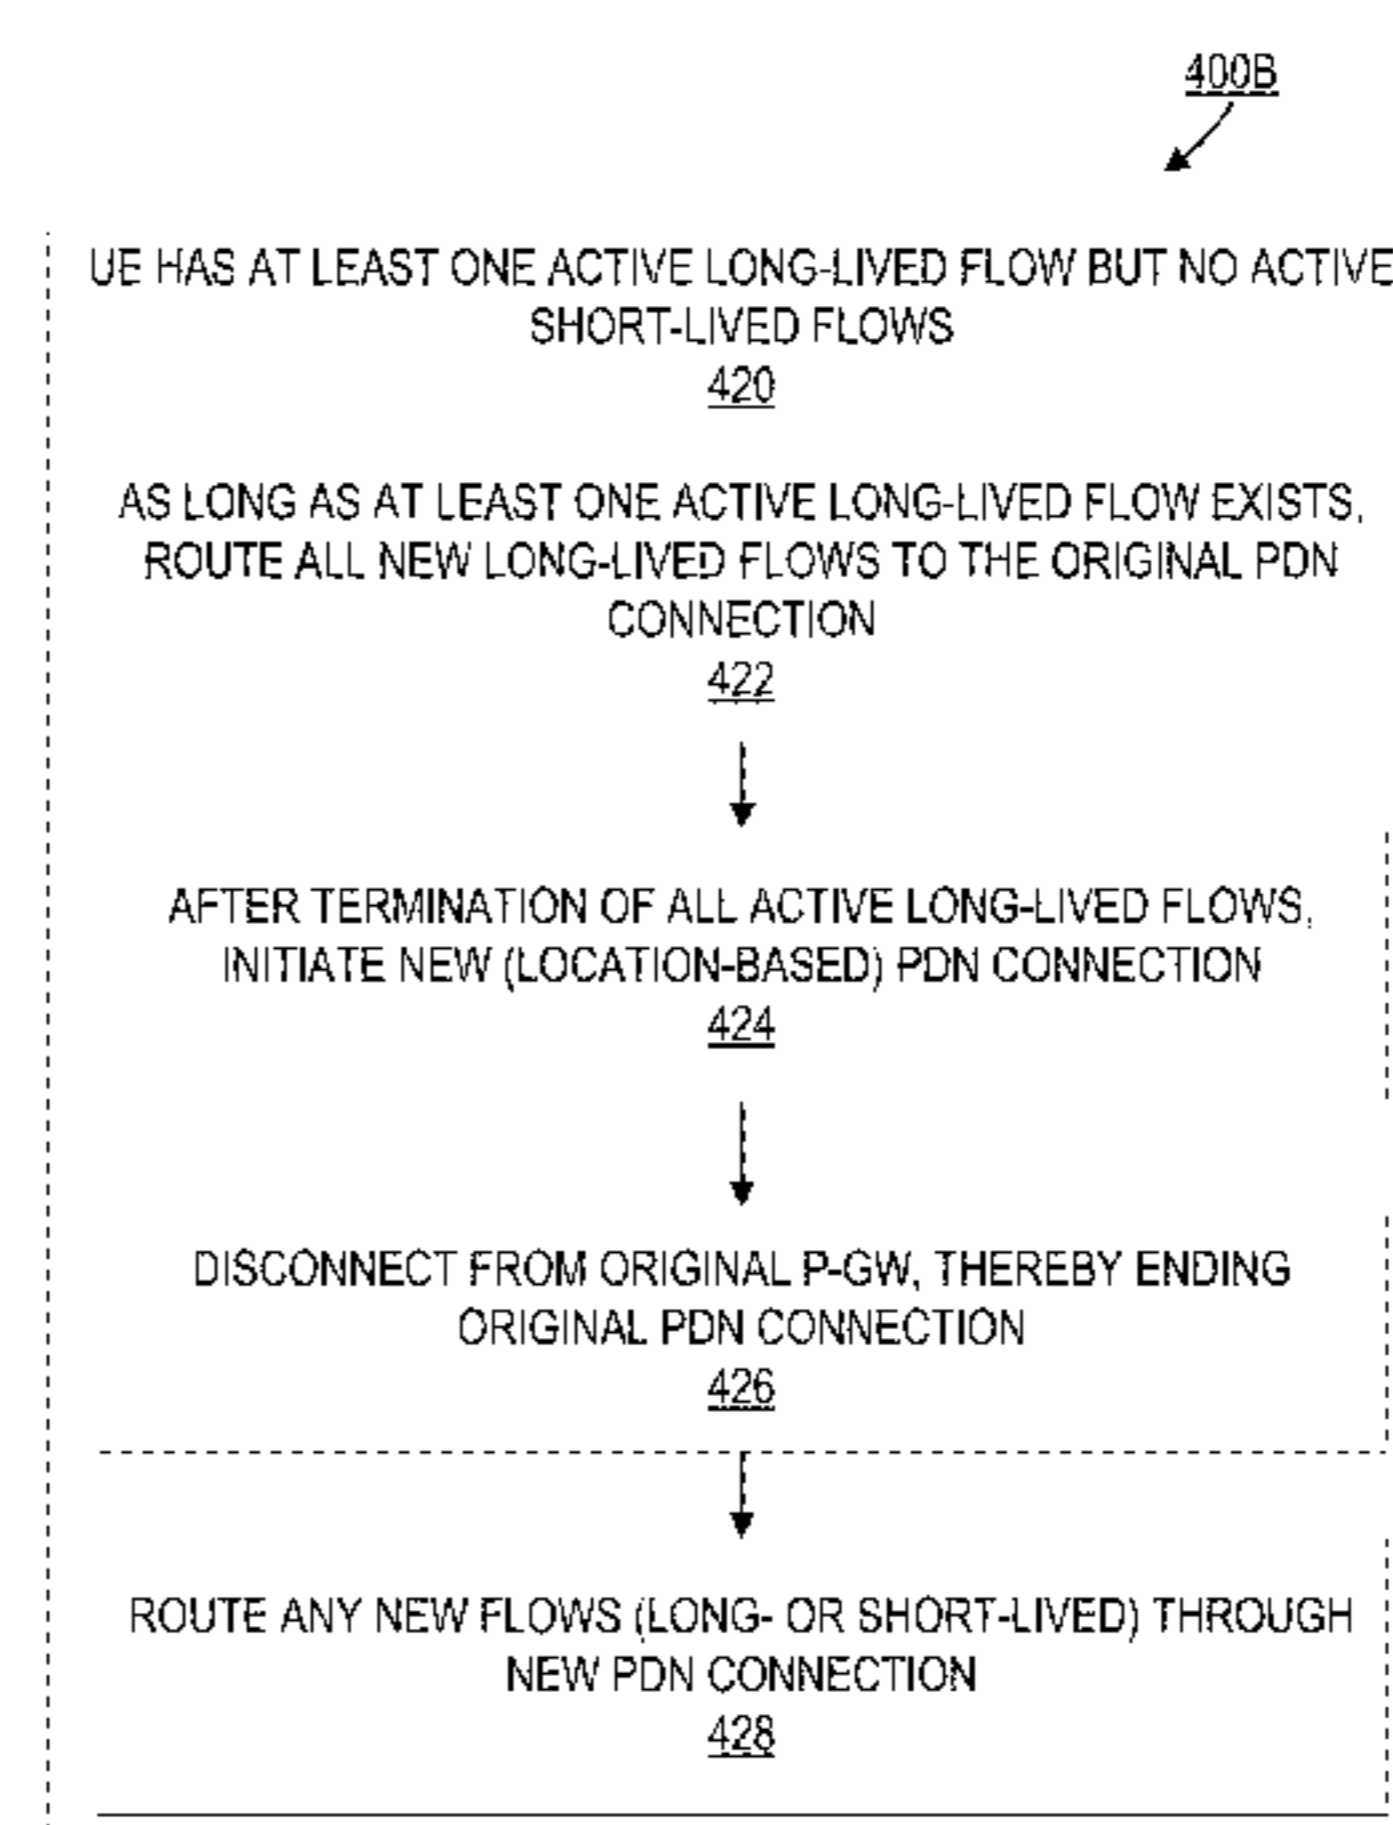 400B
UE HAS AT LEAST ONE ACTIVE LONG-LIVED FLOW BUT NO ACTIVE
SHORT-LIVED FLOWS
420
AS LONG AS AT LEAST ONE ACTIVE LONG-LIVED FLOW EXISTS,
ROUTE ALL NEW LONG-LIVED FLOWS TO THE ORIGINAL PDN
CONNECTION
422
AFTER TERMINATION OF ALL ACTIVE LONG-LIVED FLOWS,
INITIATE NEW (LOCATION-BASED) PDN CONNECTION
424
DISCONNECT FROM ORIGINAL P-GW, THEREBY ENDING
ORIGINAL PDN CONNECTION
426
ROUTE ANY NEW FLOWS (LONG- OR SHORT-LIVED) THROUGH
NEW PDN CONNECTION
428